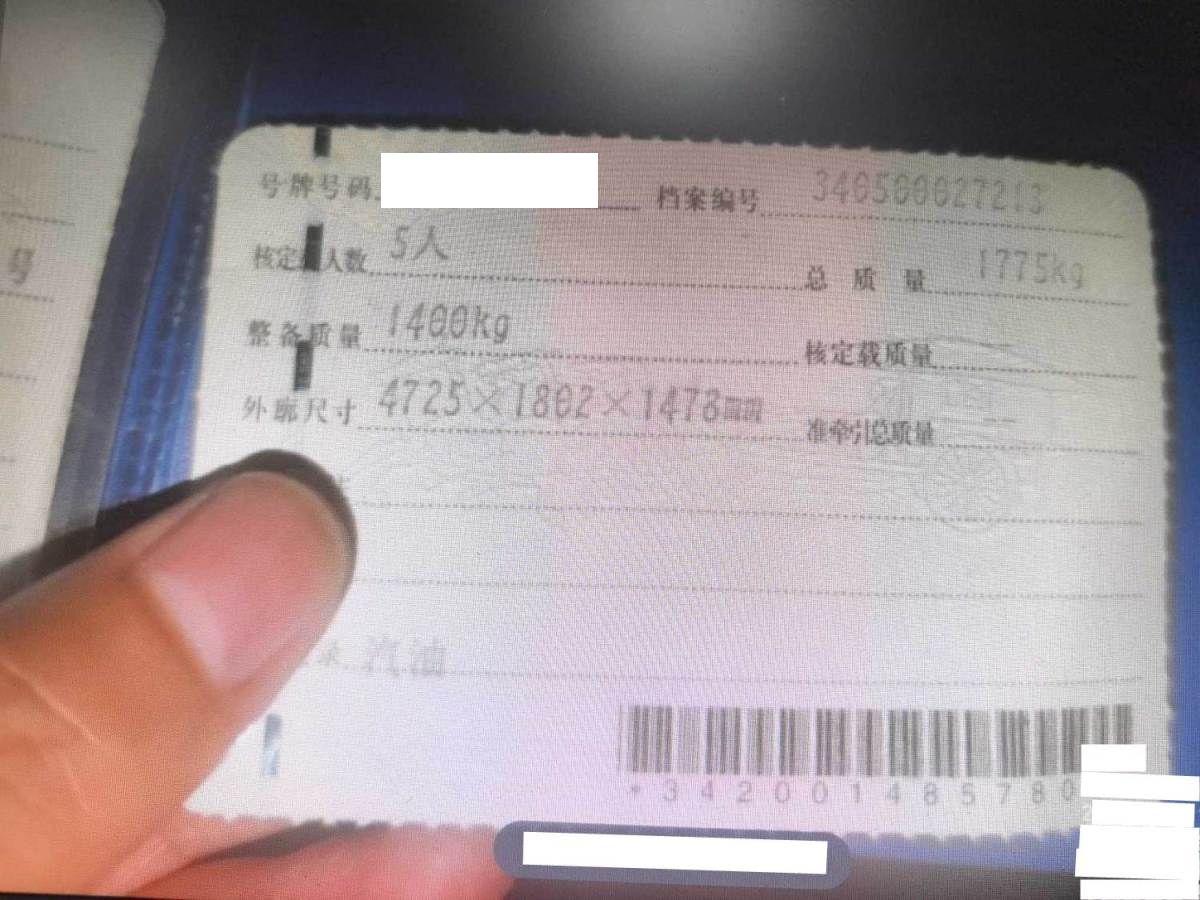 号
号牌号码 档案编号 340500027213
核定 人数 5人 总质量 1775kg
整备质量 1400kg 核定载质量 --
外廓尺寸 4725×1802×1478mm 准牵引总质量 --
汽油
*342001485780